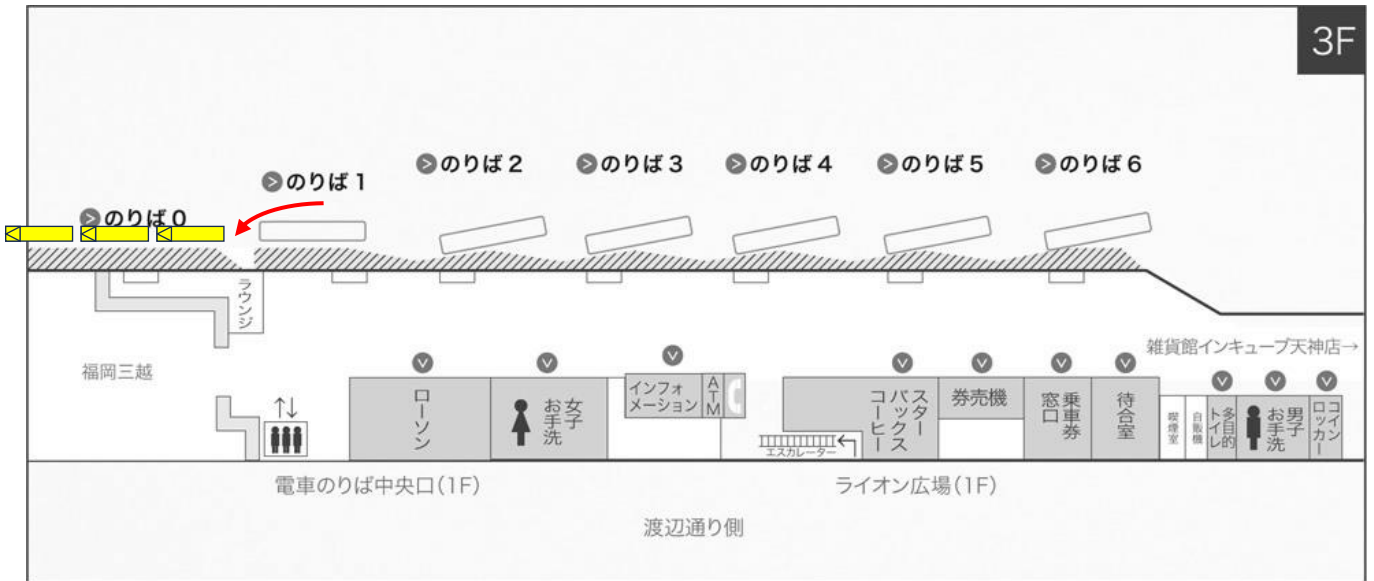 3F
のりば 1
のりば 2
のりば 3
のりば 4
のりば 5
のりば 6
のりば 0
ラウンジ
福岡三越
雑貨館インキューブ天神店→
ローソン
女子
お手洗
インフォ
メーション
ATM
スター
バックス
コーヒー
エスカレーター
券売機
乗車券
窓口
待合室
喫煙室
自販機
多目的
トイレ
男子
お手洗
コイン
ロッカー
電車のりば中央口(1F)
ライオン広場(1F)
渡辺通り側